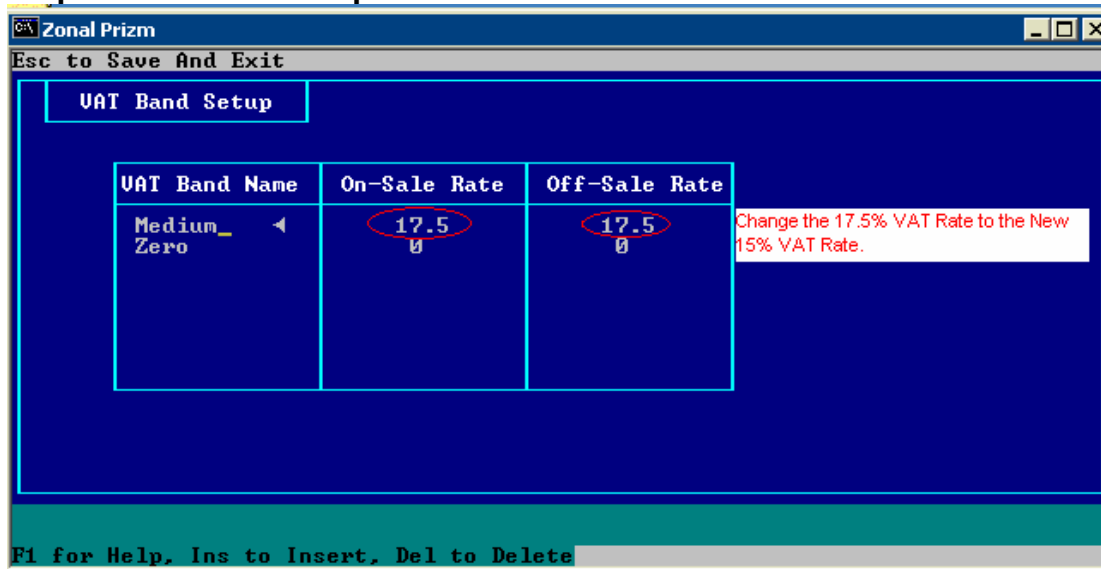 Zonal Prizm
Esc to Save And Exit
VAT Band Setup
VAT Band Name On-Sale Rate Off-Sale Rate
Medium_ 17.5 17.5
Zero 0 0
Change the 17.5% VAT Rate to the New
15% VAT Rate.
F1 for Help, Ins to Insert, Del to Delete